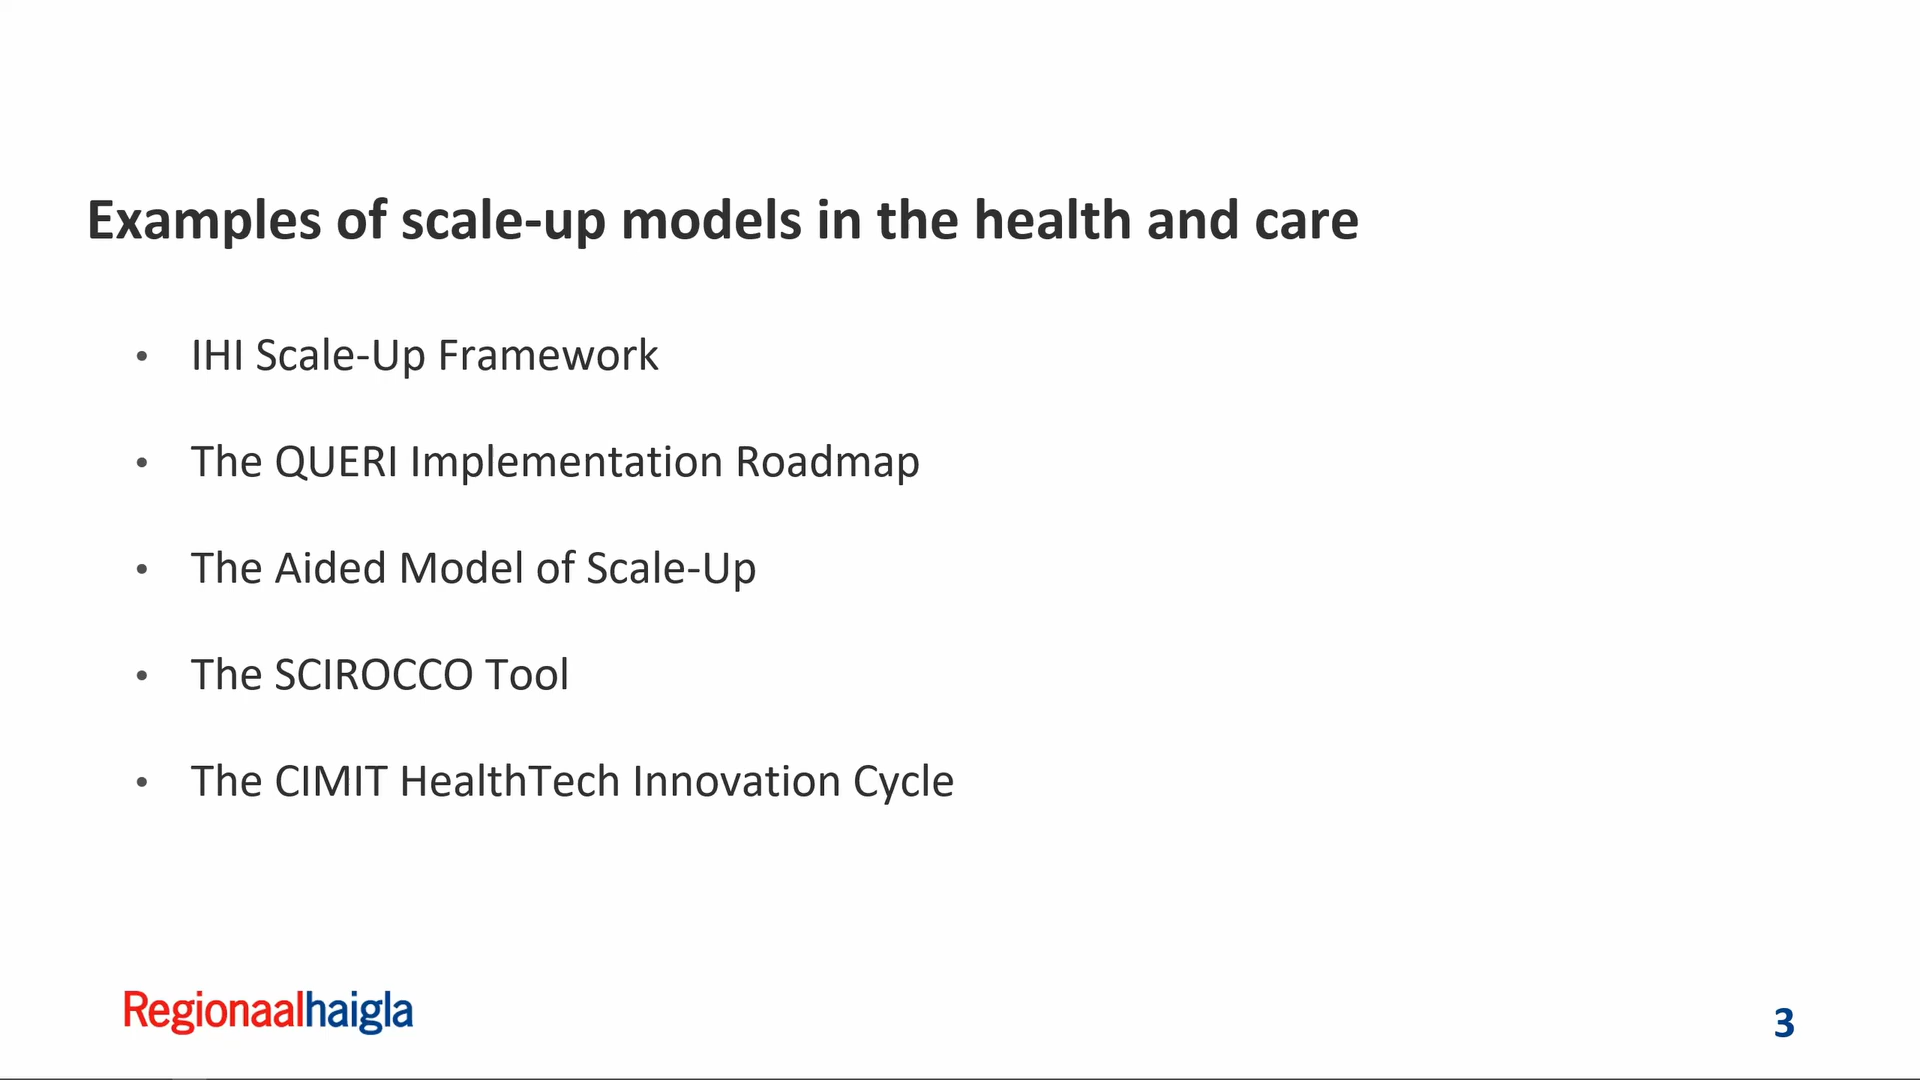 Examples of scale-up models in the health and care
• IHI Scale-Up Framework
• The QUERI Implementation Roadmap
• The Aided Model of Scale-Up
• The SCIROCCO Tool
• The CIMIT HealthTech Innovation Cycle
Regionaalhaigla
3